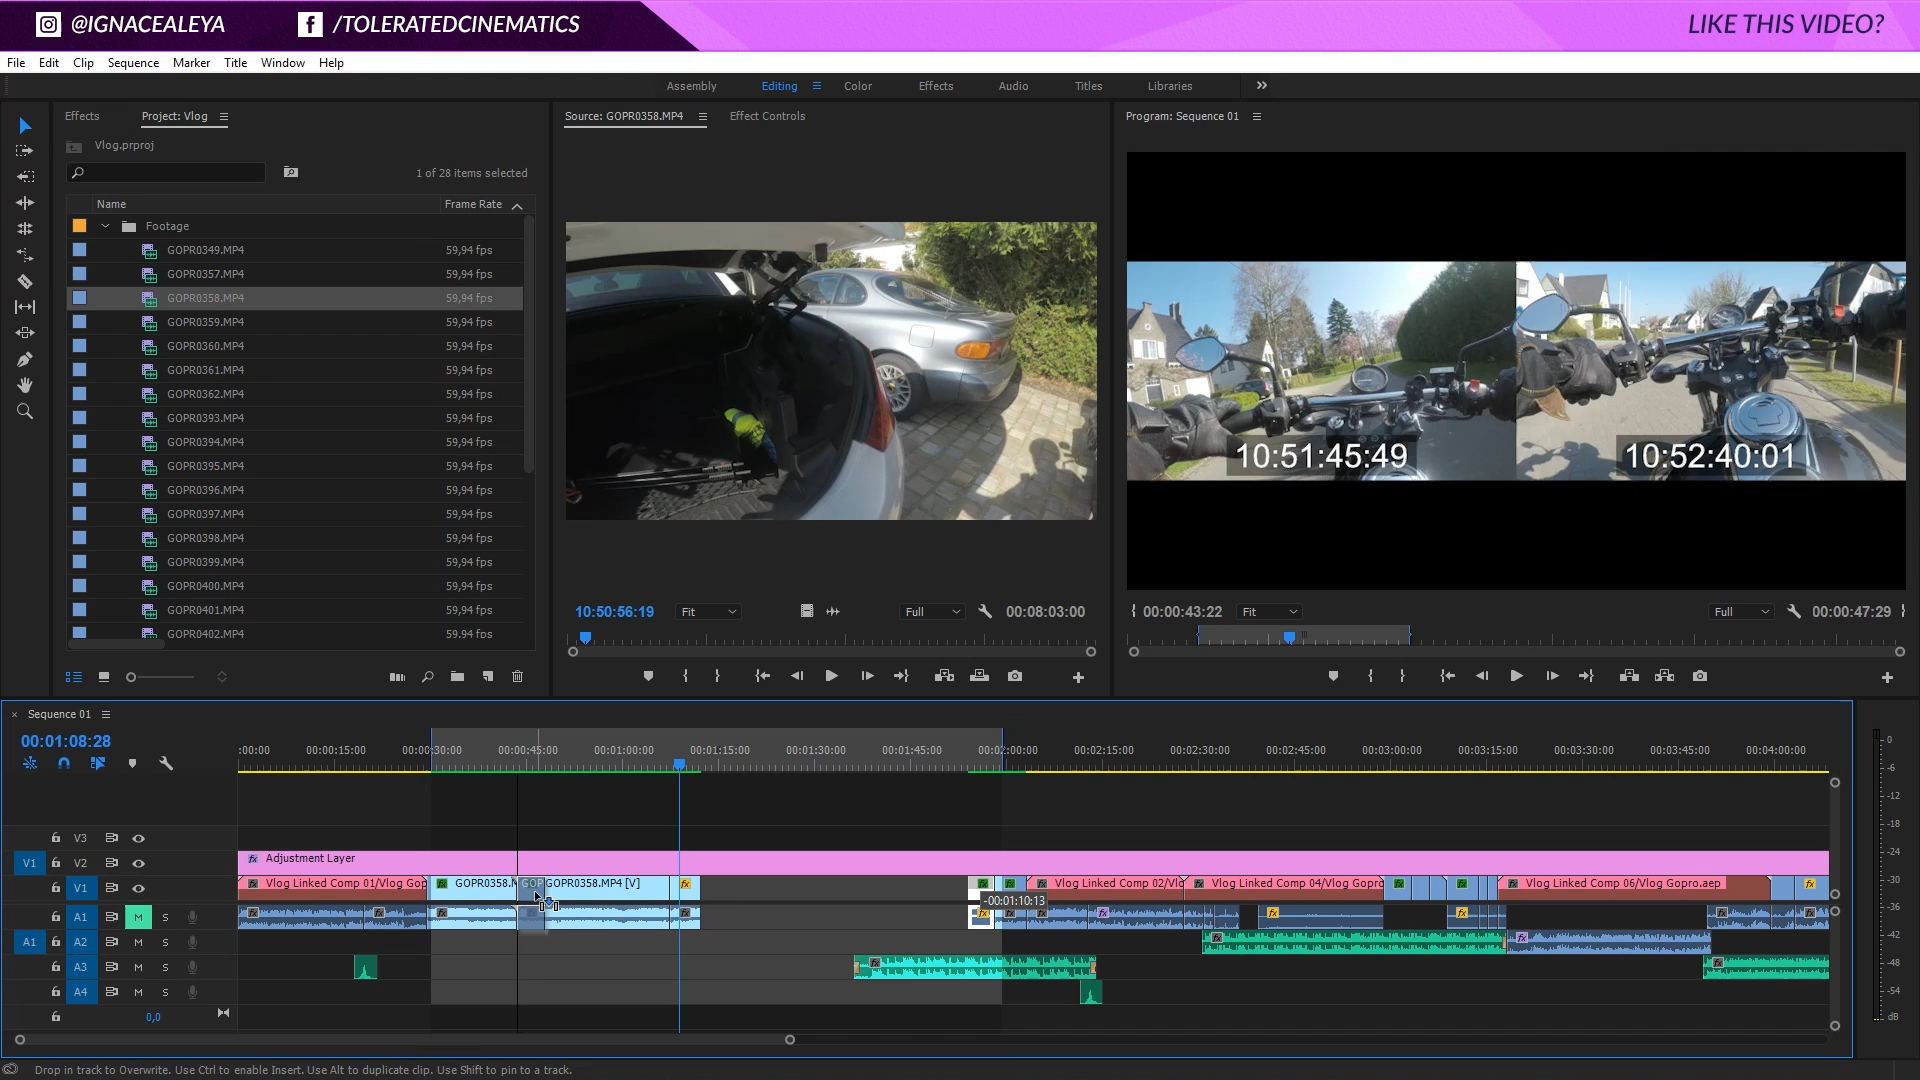 @IGNACEALEYA
/TOLERATEDCINEMATICS
LIKE THIS VIDEO?
File Edit Clip Sequence Marker Title Window Help
Assembly Editing Color Effects Audio Titles Libraries
Effects Project: Vlog
Vlog.prproj
1 of 28 items selected
Name Frame Rate
Footage
GOPR0349.MP4 59,94 fps
GOPR0357.MP4 59,94 fps
GOPR0358.MP4 59,94 fps
GOPR0359.MP4 59,94 fps
GOPR0360.MP4 59,94 fps
GOPR0361.MP4 59,94 fps
GOPR0362.MP4 59,94 fps
GOPR0393.MP4 59,94 fps
GOPR0394.MP4 59,94 fps
GOPR0395.MP4 59,94 fps
GOPR0396.MP4 59,94 fps
GOPR0397.MP4 59,94 fps
GOPR0398.MP4 59,94 fps
GOPR0399.MP4 59,94 fps
GOPR0400.MP4 59,94 fps
GOPR0401.MP4 59,94 fps
GOPR0402.MP4 59,94 fps
Source: GOPR0358.MP4 Effect Controls
10:50:56:19 Fit Full 00:08:03:00
Program: Sequence 01
10:51:45:49 10:52:40:01
00:00:43:22 Fit Full 00:00:47:29
Sequence 01
00:01:08:28
:00:00 00:00:15:00 00:00:30:00 00:00:45:00 00:01:00:00 00:01:15:00 00:01:30:00 00:01:45:00 00:02:00:00 00:02:15:00 00:02:30:00 00:02:45:00 00:03:00:00 00:03:15:00 00:03:30:00 00:03:45:00 00:04:00:00
V3
V1 V2 fx Adjustment Layer
V1 Vlog Linked Comp 01/Vlog Gop GOPR0358.M GOP GOPR0358.MP4 [V] Vlog Linked Comp 02/Vl Vlog Linked Comp 04/Vlog Gopro Vlog Linked Comp 06/Vlog Gopro.aep
-00:01:10:13
A1 M S
A1 A2 M S
A3 M S
A4 M S
0,0
0
-6
-12
-18
-24
-30
-36
-42
-48
-54
dB
Drop in track to Overwrite. Use Ctrl to enable Insert. Use Alt to duplicate clip. Use Shift to pin to a track.